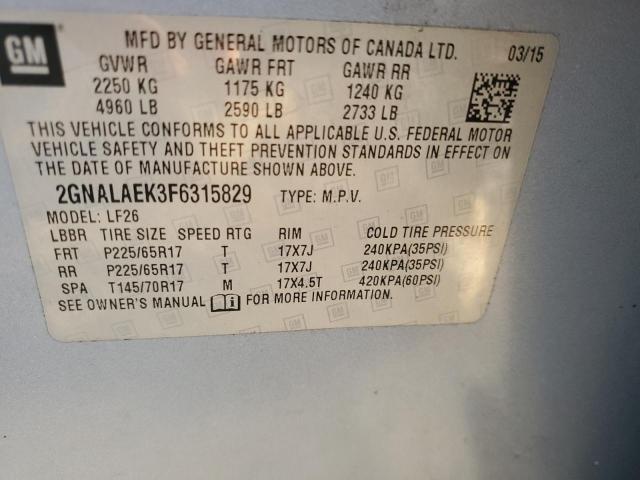 GM
MFD BY GENERAL MOTORS OF CANADA LTD. 03/15
GVWR GAWR FRT GAWR RR
2250 KG 1175 KG 1240 KG
4960 LB 2590 LB 2733 LB
THIS VEHICLE CONFORMS TO ALL APPLICABLE U.S. FEDERAL MOTOR
VEHICLE SAFETY AND THEFT PREVENTION STANDARDS IN EFFECT ON
THE DATE OF MANUFACTURE SHOWN ABOVE.
2GNALAEK3F6315829 TYPE: M.P.V.
MODEL: LF26
LBBR TIRE SIZE SPEED RTG RIM COLD TIRE PRESSURE
FRT P225/65R17 T 17X7J 240KPA(35PSI)
RR P225/65R17 T 17X7J 240KPA(35PSI)
SPA T145/70R17 M 17X4.5T 420KPA(60PSI)
SEE OWNER'S MANUAL FOR MORE INFORMATION.